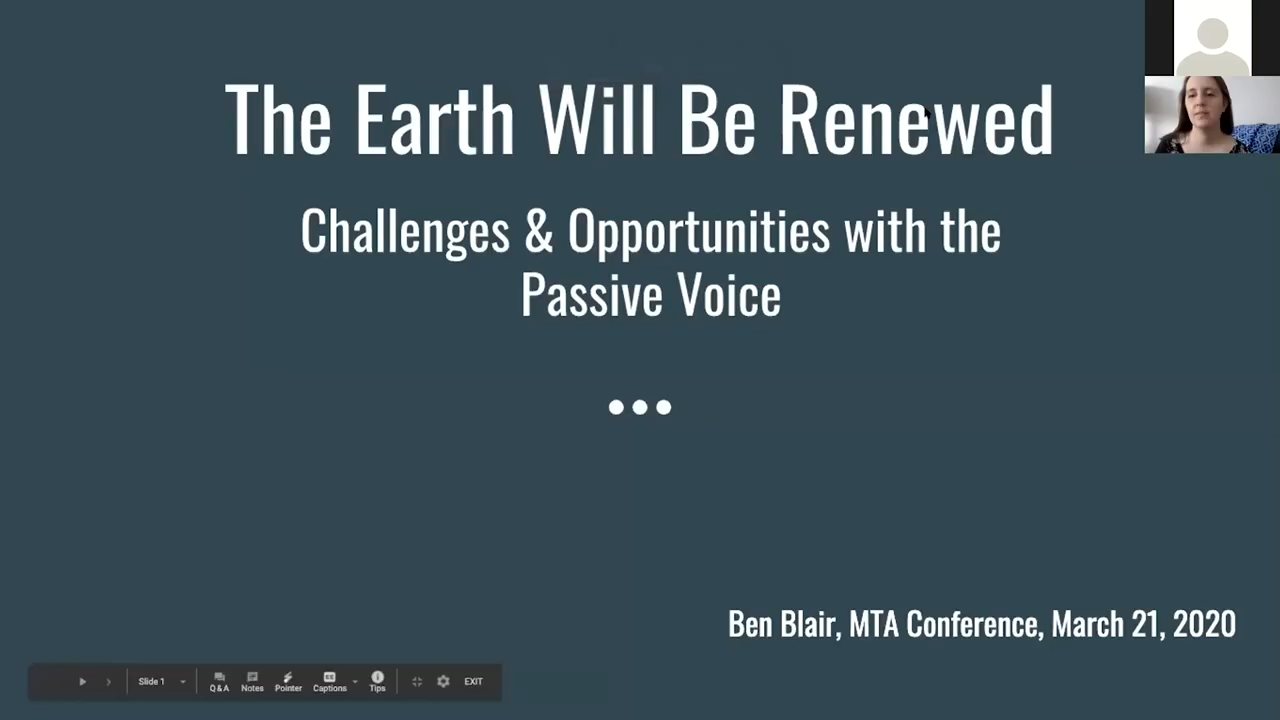 The Earth Will Be Renewed
Challenges & Opportunities with the
Passive Voice
Ben Blair, MTA Conference, March 21, 2020
Slide 1
Q&A
Notes
Pointer
Captions
Tips
EXIT